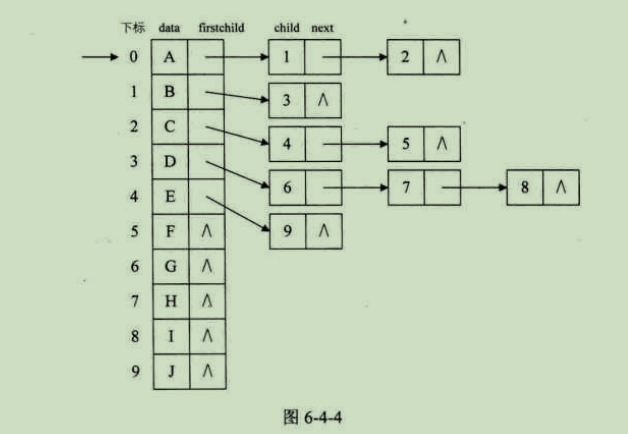 下标 data firstchild child next
0 A 1 2 Λ
1 B 3 Λ
2 C 4 5 Λ
3 D 6 7 8 Λ
4 E 9 Λ
5 F Λ
6 G Λ
7 H Λ
8 I Λ
9 J Λ
图 6-4-4